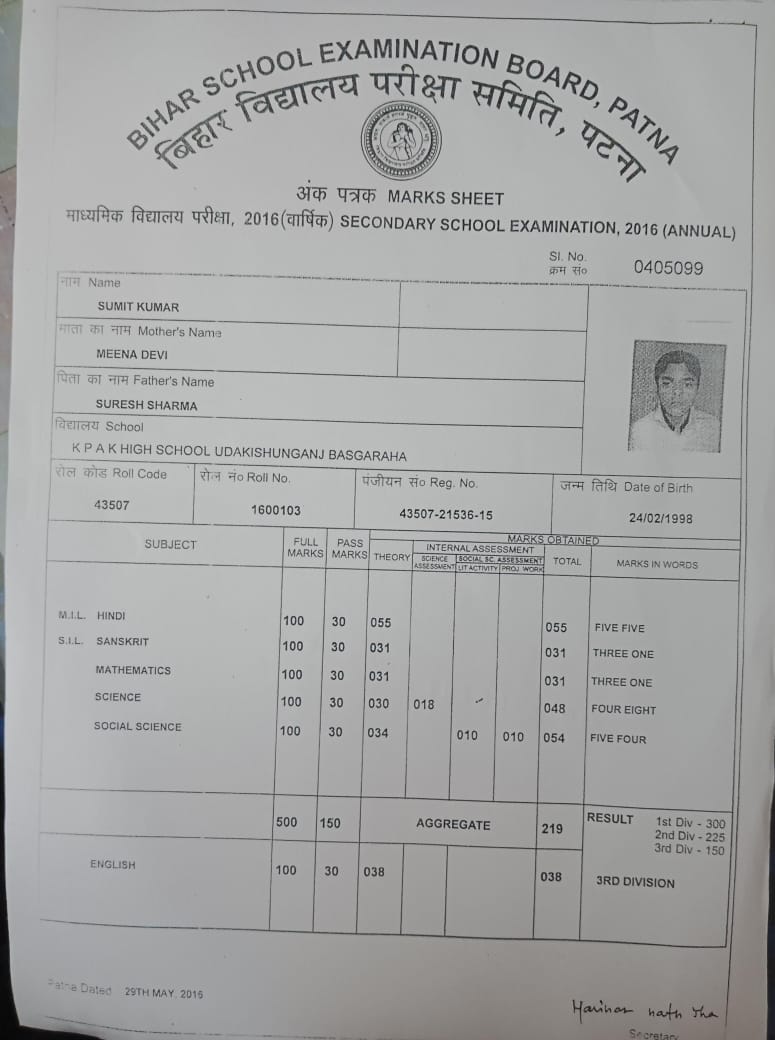 BIHAR SCHOOL EXAMINATION BOARD, PATNA
बिहार विद्यालय परीक्षा समिति, पटना
अंक पत्रक MARKS SHEET
माध्यमिक विद्यालय परीक्षा, 2016(वार्षिक) SECONDARY SCHOOL EXAMINATION, 2016 (ANNUAL)
Sl. No.
क्रम सं० 0405099
नाम Name
SUMIT KUMAR
माता का नाम Mother's Name
MEENA DEVI
पिता का नाम Father's Name
SURESH SHARMA
विद्यालय School
K P A K HIGH SCHOOL UDAKISHUNGANJ BASGARAHA
रोल कोड Roll Code रोल नं० Roll No. पंजीयन सं० Reg. No. जन्म तिथि Date of Birth
43507 1600103 43507-21536-15 24/02/1998
MARKS OBTAINED
SUBJECT FULL MARKS PASS MARKS THEORY INTERNAL ASSESSMENT TOTAL MARKS IN WORDS
SCIENCE ASSESSMENT SOCIAL SC. ASSESSMENT
LIT ACTIVITY PROJ. WORK
M.I.L. HINDI 100 30 055 055 FIVE FIVE
S.I.L. SANSKRIT 100 30 031 031 THREE ONE
MATHEMATICS 100 30 031 031 THREE ONE
SCIENCE 100 30 030 018 048 FOUR EIGHT
SOCIAL SCIENCE 100 30 034 010 010 054 FIVE FOUR
500 150 AGGREGATE 219 RESULT 1st Div - 300
2nd Div - 225
3rd Div - 150
ENGLISH 100 30 038 038 3RD DIVISION
Patna Dated 29TH MAY, 2016
Harihar nath Jha
Secretary